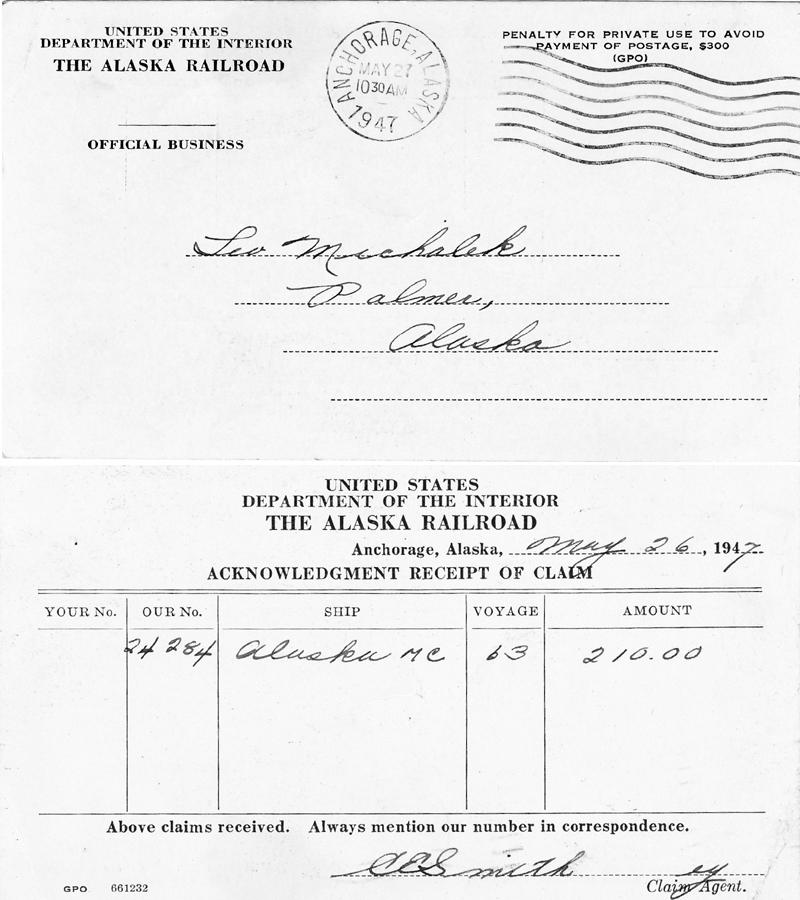 UNITED STATES
DEPARTMENT OF THE INTERIOR
THE ALASKA RAILROAD
OFFICIAL BUSINESS
ANCHORAGE, ALASKA
MAY 27
10 30 AM
1947
PENALTY FOR PRIVATE USE TO AVOID
PAYMENT OF POSTAGE, $300
(GPO)
Leo Michalek
Palmer,
Alaska
UNITED STATES
DEPARTMENT OF THE INTERIOR
THE ALASKA RAILROAD
Anchorage, Alaska, May 26, 1947
ACKNOWLEDGMENT RECEIPT OF CLAIM
YOUR No. OUR No. SHIP VOYAGE AMOUNT
24 284 Alaska MC 63 210.00
Above claims received. Always mention our number in correspondence.
CE Smith
Claim Agent.
GPO 661232